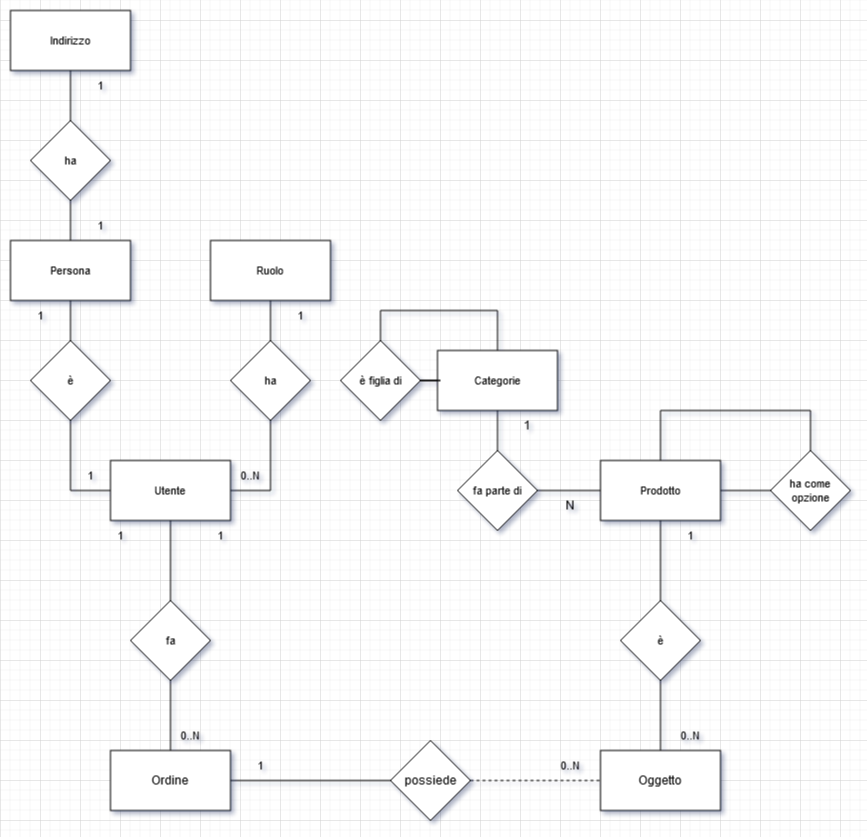 Indirizzo
1
ha
1
Persona
Ruolo
1
1
è
ha
è figlia di
Categorie
1
1
0..N
Utente
fa parte di
N
Prodotto
ha come
opzione
1
1
1
fa
è
0..N
0..N
Ordine
1
possiede
0..N
Oggetto